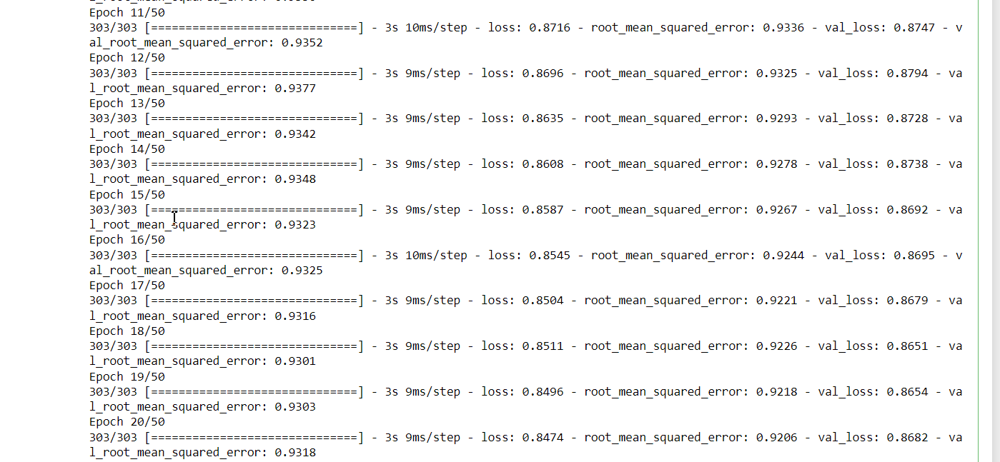 Epoch 11/50
303/303 [==============================] - 3s 10ms/step - loss: 0.8716 - root_mean_squared_error: 0.9336 - val_loss: 0.8747 - v
al_root_mean_squared_error: 0.9352
Epoch 12/50
303/303 [==============================] - 3s 9ms/step - loss: 0.8696 - root_mean_squared_error: 0.9325 - val_loss: 0.8794 - va
l_root_mean_squared_error: 0.9377
Epoch 13/50
303/303 [==============================] - 3s 9ms/step - loss: 0.8635 - root_mean_squared_error: 0.9293 - val_loss: 0.8728 - va
l_root_mean_squared_error: 0.9342
Epoch 14/50
303/303 [==============================] - 3s 9ms/step - loss: 0.8608 - root_mean_squared_error: 0.9278 - val_loss: 0.8738 - va
l_root_mean_squared_error: 0.9348
Epoch 15/50
303/303 [==============================] - 3s 9ms/step - loss: 0.8587 - root_mean_squared_error: 0.9267 - val_loss: 0.8692 - va
l_root_mean_squared_error: 0.9323
Epoch 16/50
303/303 [==============================] - 3s 10ms/step - loss: 0.8545 - root_mean_squared_error: 0.9244 - val_loss: 0.8695 - v
al_root_mean_squared_error: 0.9325
Epoch 17/50
303/303 [==============================] - 3s 9ms/step - loss: 0.8504 - root_mean_squared_error: 0.9221 - val_loss: 0.8679 - va
l_root_mean_squared_error: 0.9316
Epoch 18/50
303/303 [==============================] - 3s 9ms/step - loss: 0.8511 - root_mean_squared_error: 0.9226 - val_loss: 0.8651 - va
l_root_mean_squared_error: 0.9301
Epoch 19/50
303/303 [==============================] - 3s 9ms/step - loss: 0.8496 - root_mean_squared_error: 0.9218 - val_loss: 0.8654 - va
l_root_mean_squared_error: 0.9303
Epoch 20/50
303/303 [==============================] - 3s 9ms/step - loss: 0.8474 - root_mean_squared_error: 0.9206 - val_loss: 0.8682 - va
l_root_mean_squared_error: 0.9318